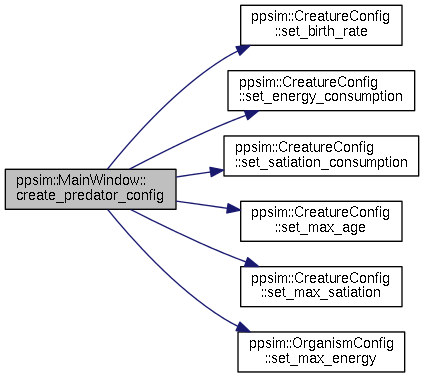 ppsim::CreatureConfig
::set_birth_rate
ppsim::CreatureConfig
::set_energy_consumption
ppsim::CreatureConfig
::set_satiation_consumption
ppsim::MainWindow::
create_predator_config
ppsim::CreatureConfig
::set_max_age
ppsim::CreatureConfig
::set_max_satiation
ppsim::OrganismConfig
::set_max_energy